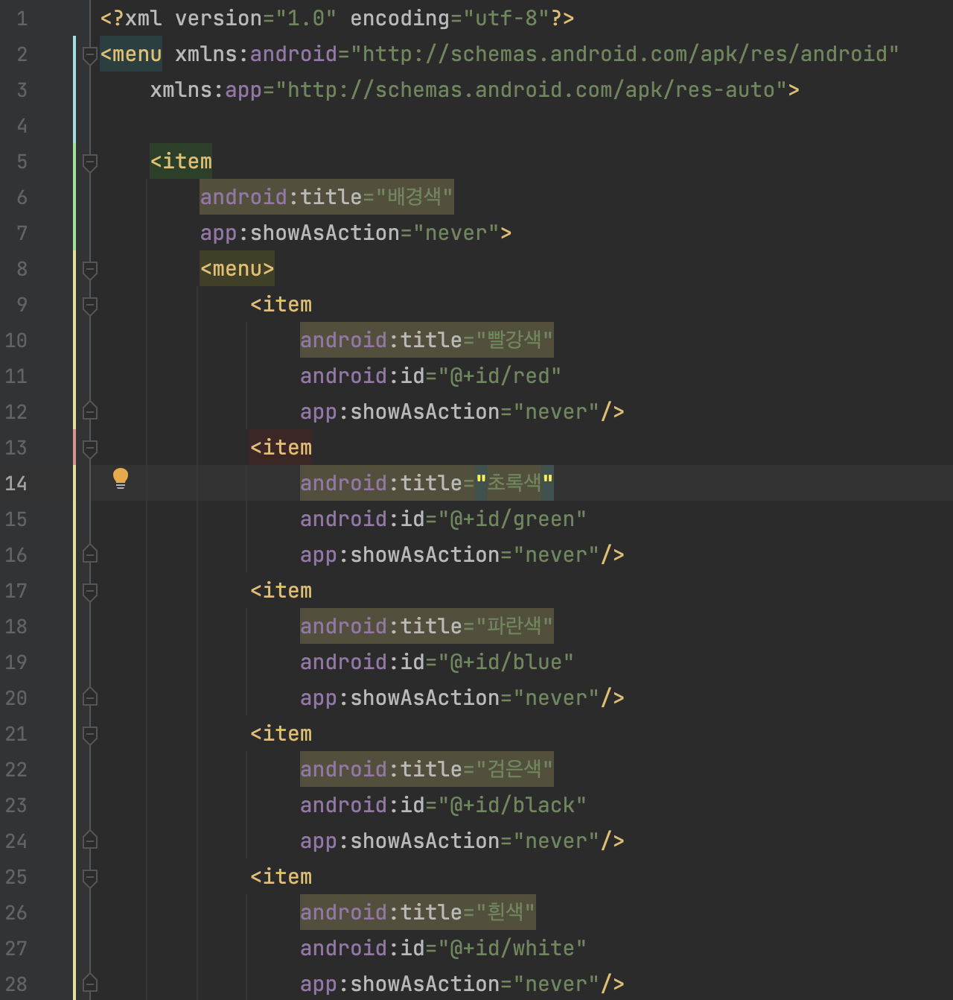 1 <?xml version="1.0" encoding="utf-8"?>
2 <menu xmlns:android="http://schemas.android.com/apk/res/android"
3 xmlns:app="http://schemas.android.com/apk/res-auto">
4
5 <item
6 android:title="배경색"
7 app:showAsAction="never">
8 <menu>
9 <item
10 android:title="빨강색"
11 android:id="@+id/red"
12 app:showAsAction="never"/>
13 <item
14 android:title="초록색"
15 android:id="@+id/green"
16 app:showAsAction="never"/>
17 <item
18 android:title="파란색"
19 android:id="@+id/blue"
20 app:showAsAction="never"/>
21 <item
22 android:title="검은색"
23 android:id="@+id/black"
24 app:showAsAction="never"/>
25 <item
26 android:title="흰색"
27 android:id="@+id/white"
28 app:showAsAction="never"/>